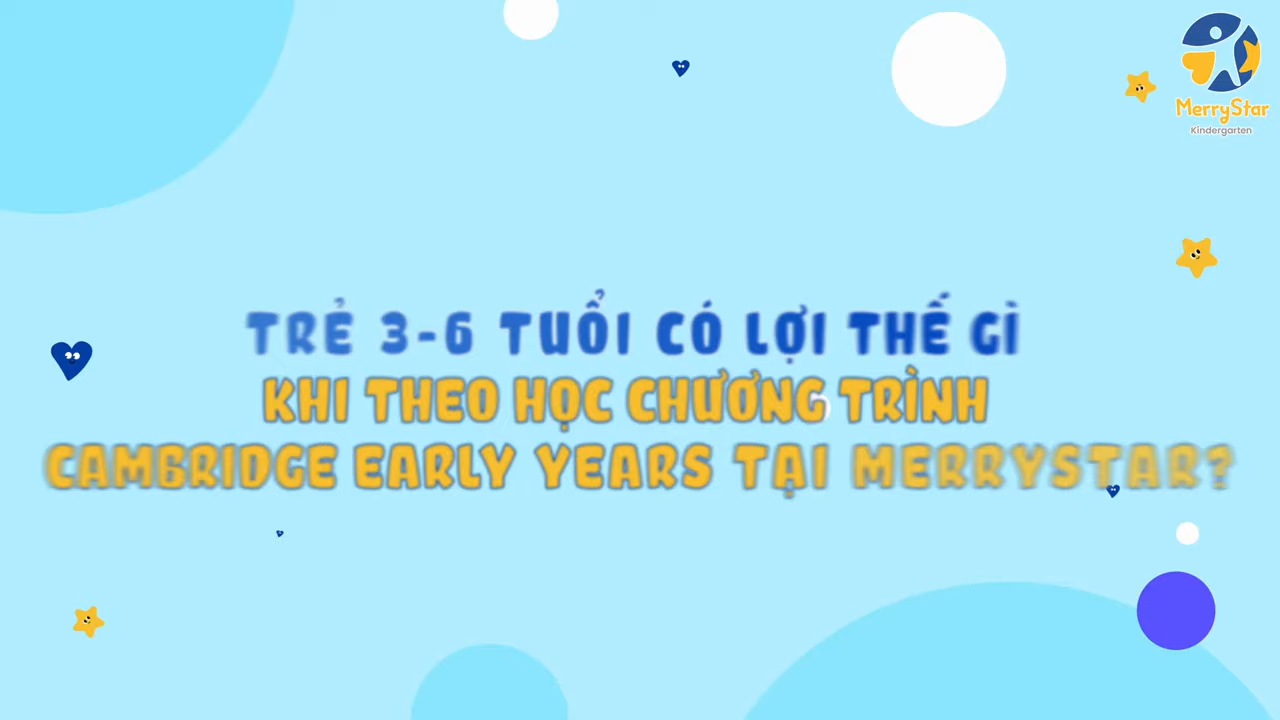 MerryStar
Kindergarten
TRẺ 3-6 TUỔI CÓ LỢI THẾ GÌ
KHI THEO HỌC CHƯƠNG TRÌNH
CAMBRIDGE EARLY YEARS TẠI MERRYSTAR?